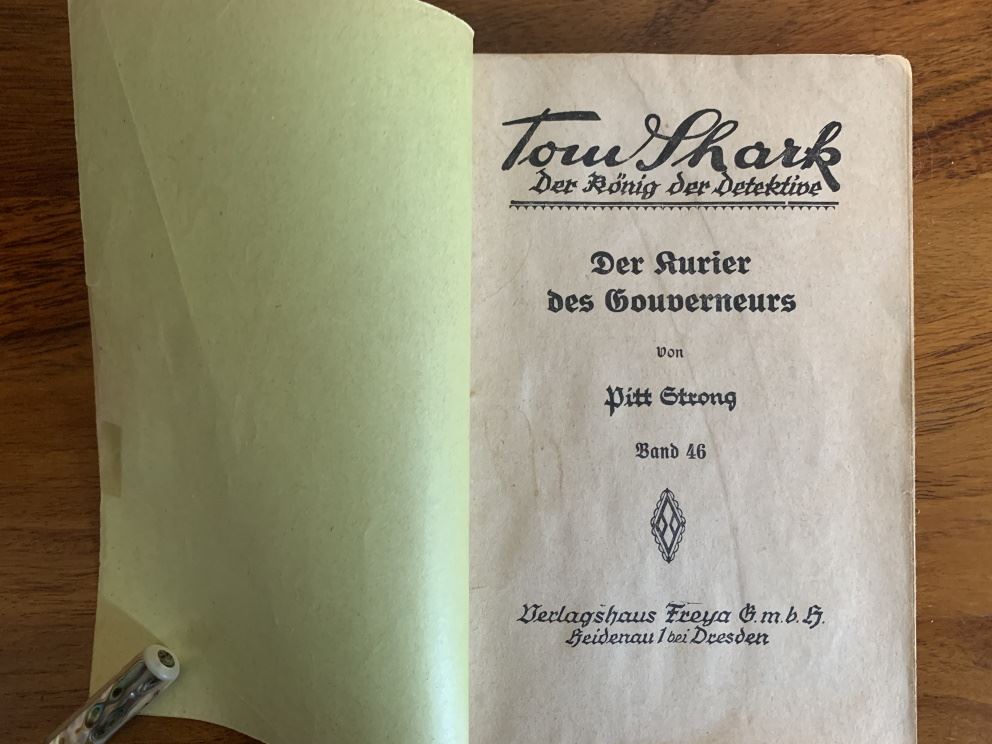 Tom Shark
Der König der Detektive
Der Kurier
des Gouverneurs
von
Pitt Strong
Band 46
Verlagshaus Freya G. m. b. H.
Heidenau 1 bei Dresden